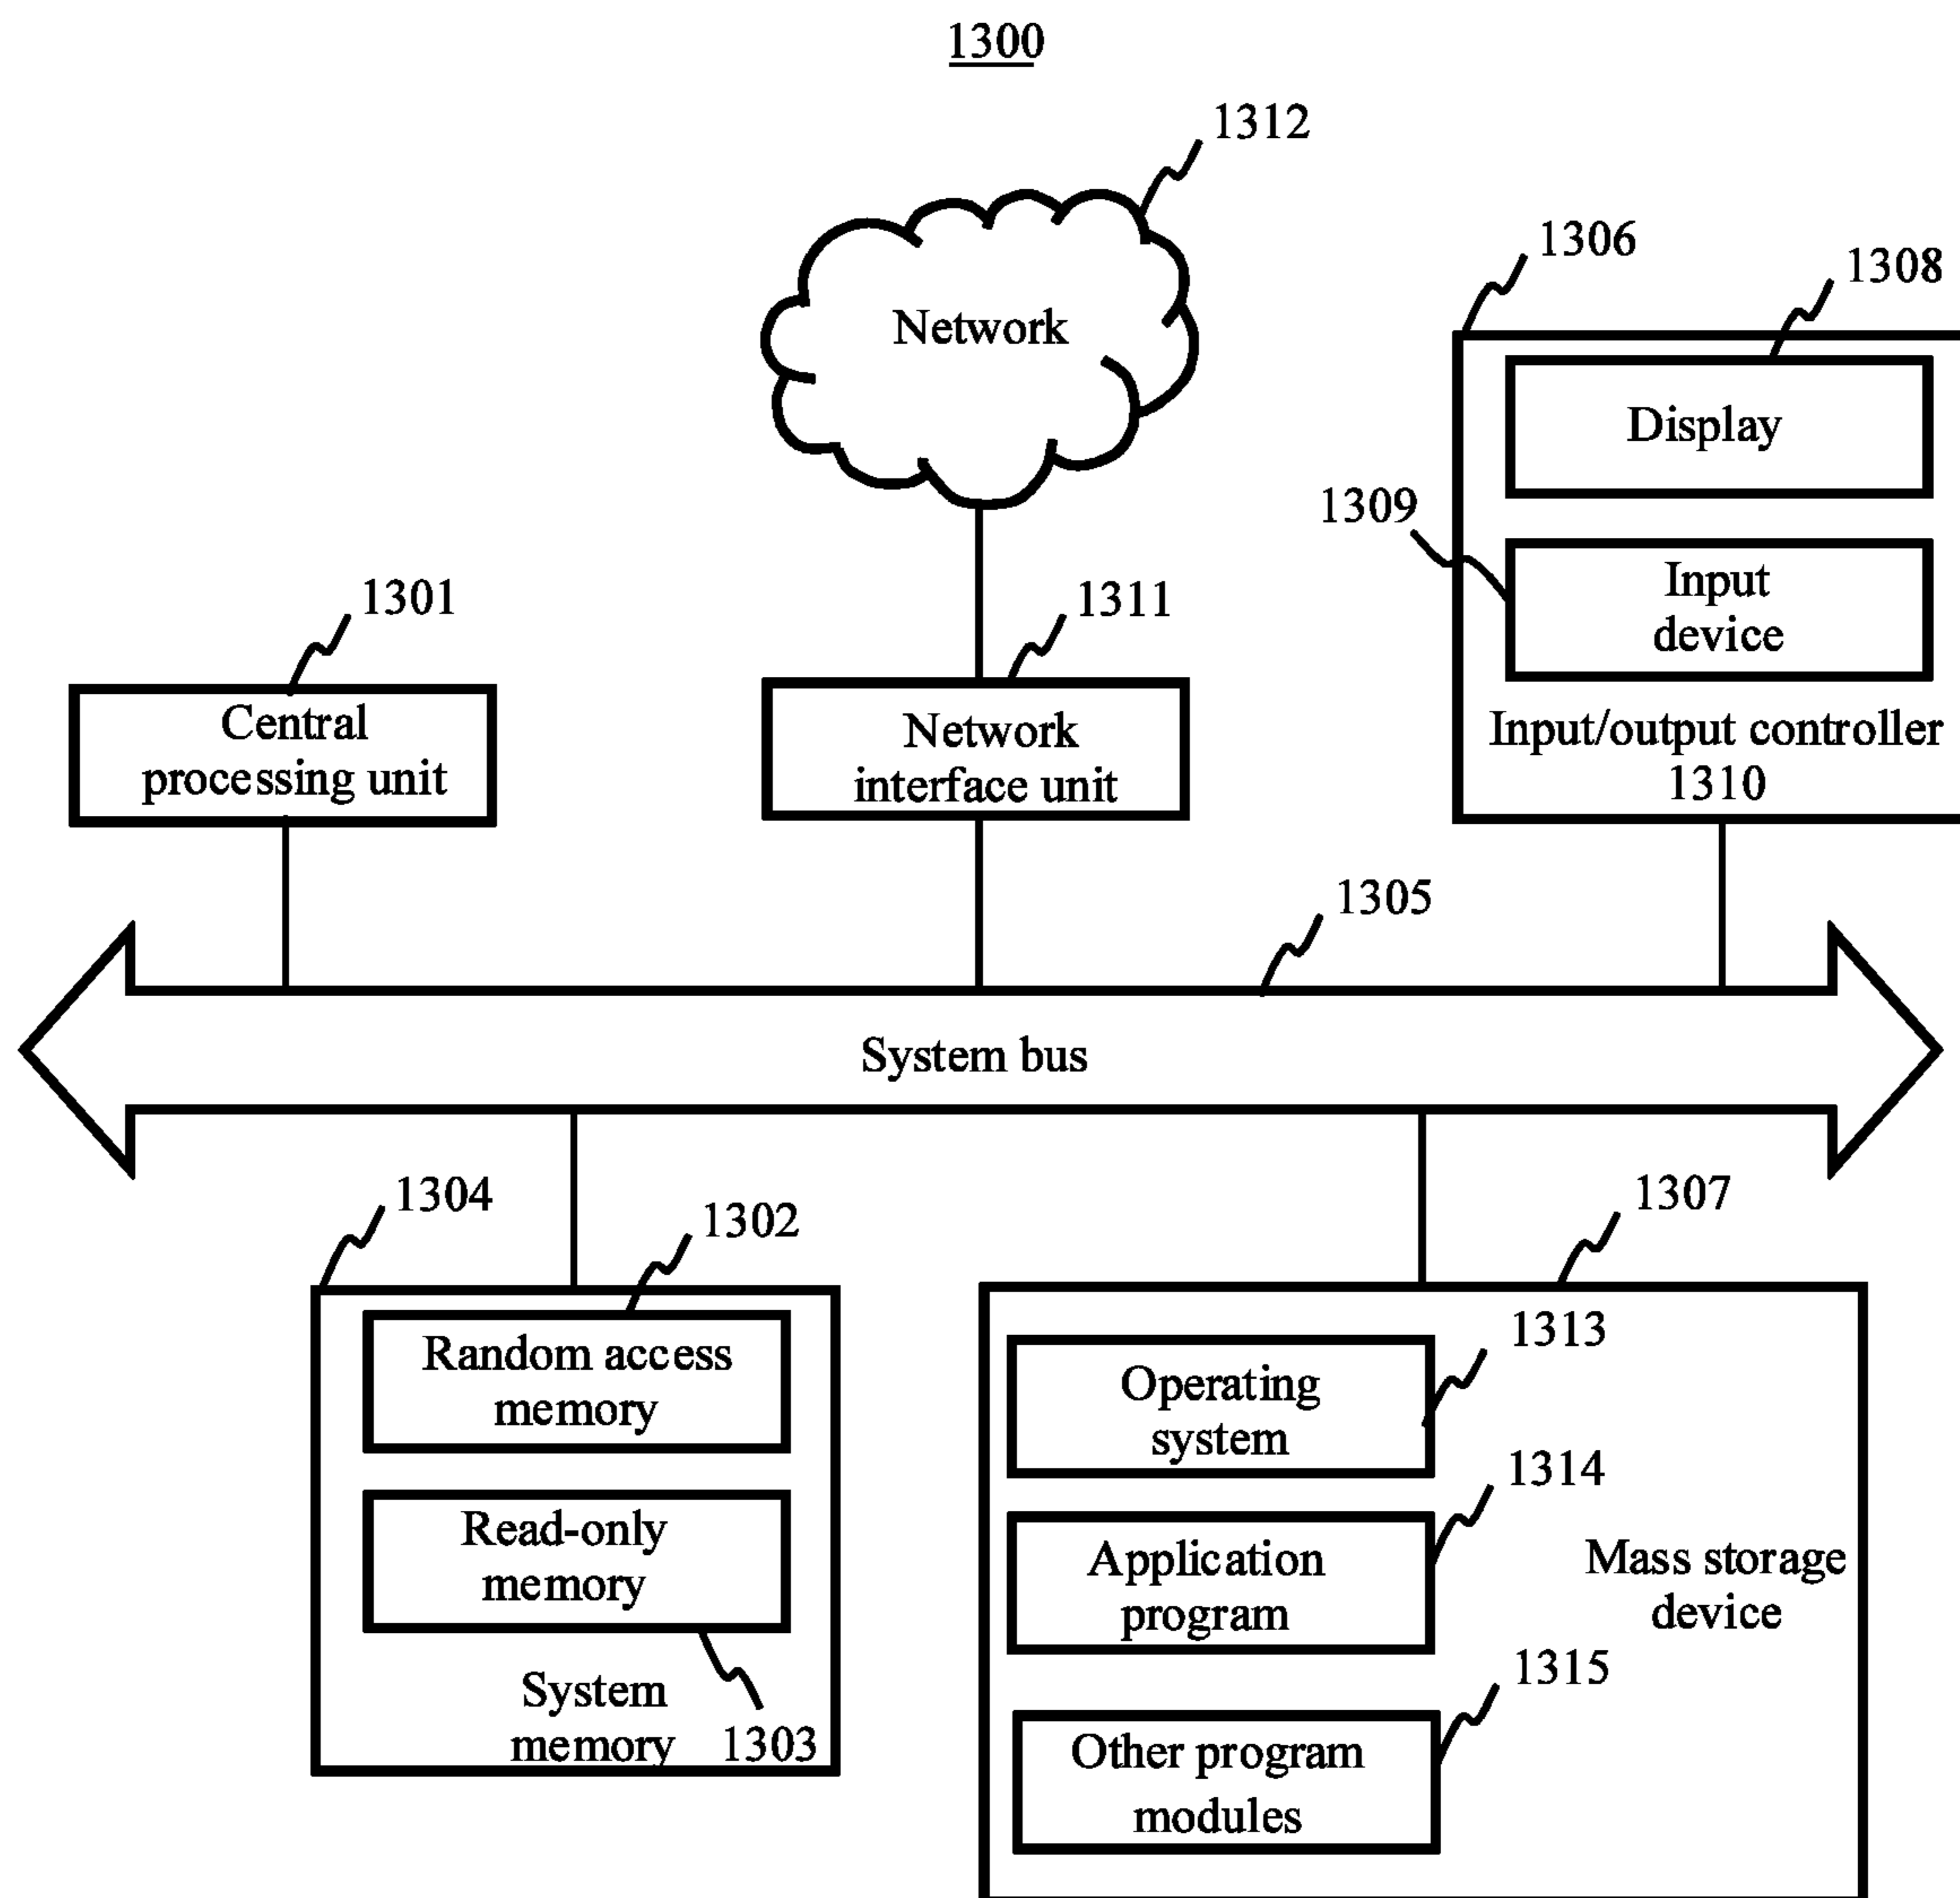 1300
1312
Network
1306
1308
Display
1309
Input
device
Input/output controller
1310
1301
Central
processing unit
1311
Network
interface unit
1305
System bus
1304
1302
Random access
memory
Read-only
memory
System
memory
1303
1307
1313
Operating
system
1314
Application
program
Mass storage
device
1315
Other program
modules